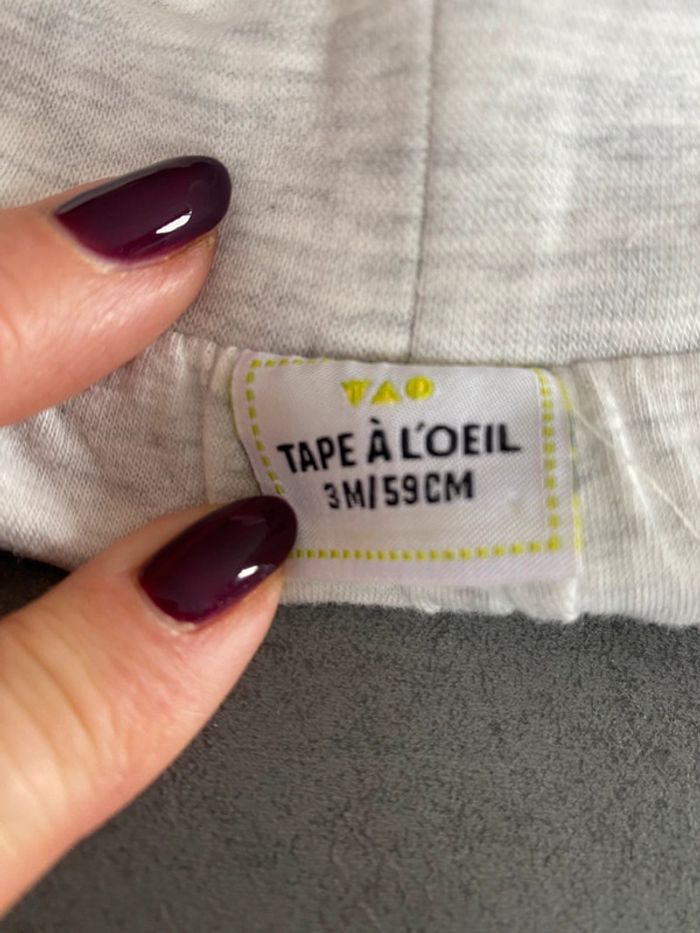 TAO
TAPE À L'OEIL
3M/59CM